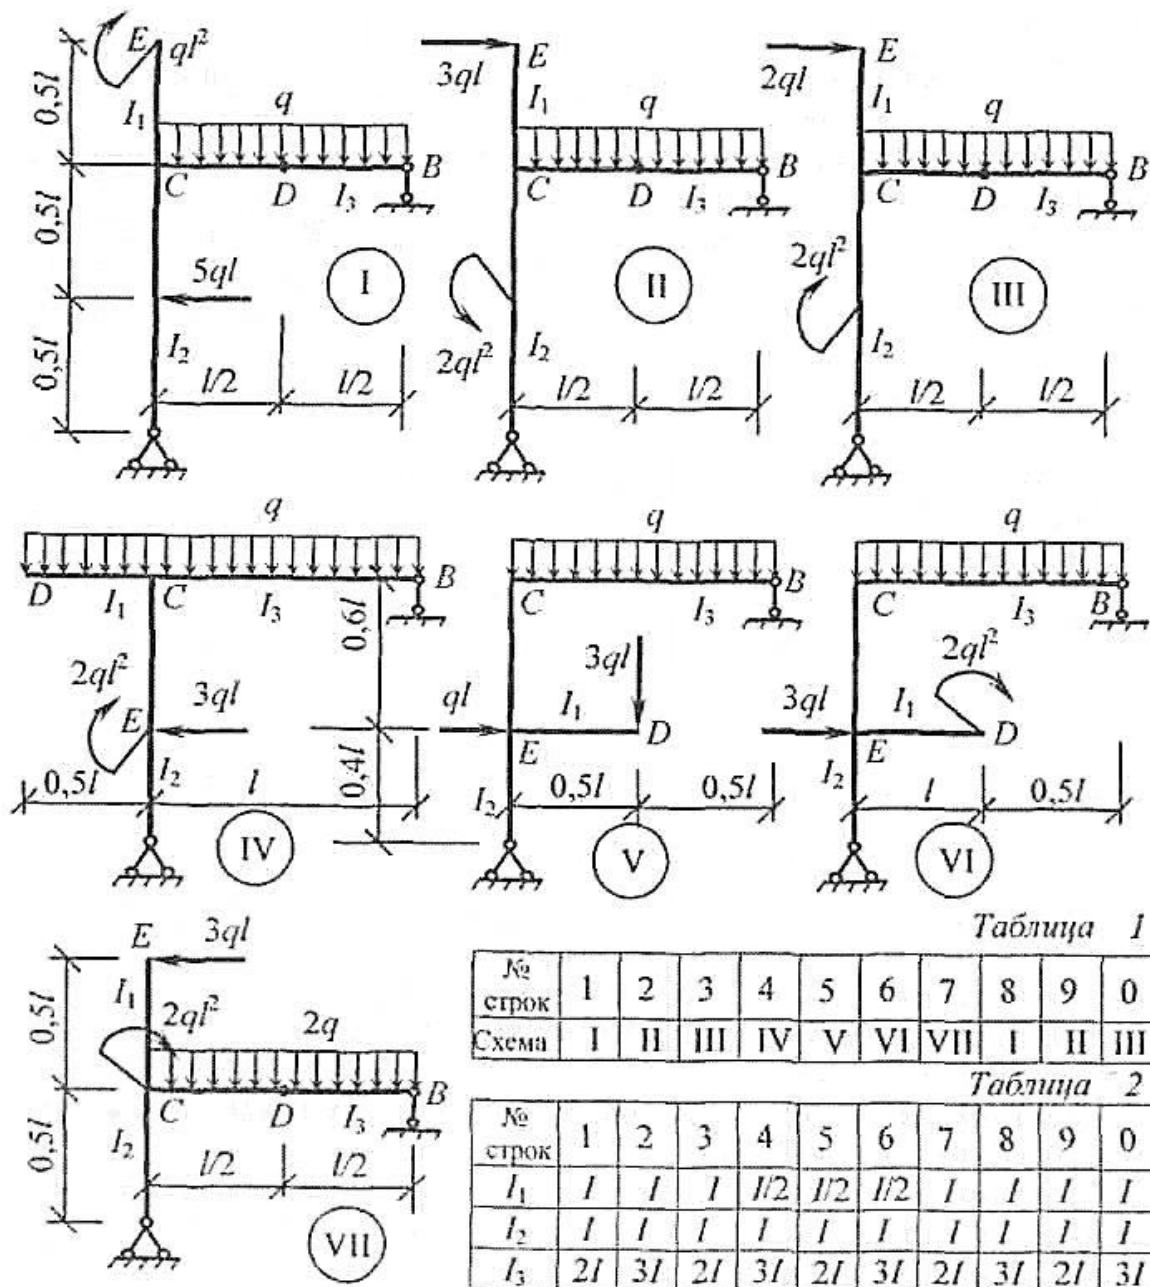 E ql² 3ql E 2ql E
0,5l I₁ q I₁ q I₁ q
C D I₃ B C D I₃ B C D I₃ B
0,5l 5ql I II 2ql² III
0,5l I₂ 2ql² I₂ I₂
l/2 l/2 l/2 l/2 l/2 l/2
q q q
D I₁ C I₃ B C I₃ B C I₃ B
0,6l
2ql² 3ql 3ql 2ql²
E 3ql ql I₁ 3ql I₁
E D E D
0,5l I₂ l 0,4l I₂ 0,5l 0,5l I₂ l 0,5l
IV V VI
E 3ql
0,5l I₁ 2ql² 2q
C D I₃ B
0,5l I₂
l/2 l/2
VII
Таблица 1
№ строк 1 2 3 4 5 6 7 8 9 0
Схема I II III IV V VI VII I II III
Таблица 2
№ строк 1 2 3 4 5 6 7 8 9 0
I₁ I I I I/2 I/2 I/2 I I I I
I₂ I I I I I I I I I I
I₃ 2I 3I 2I 3I 2I 3I 2I 3I 2I 3I